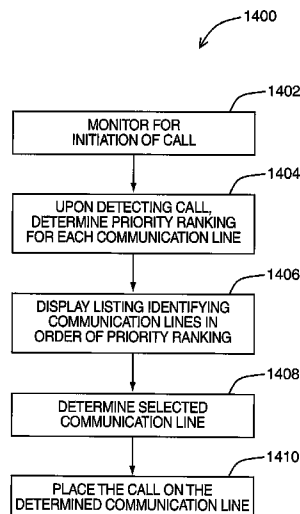 1400
1402
MONITOR FOR
INITIATION OF CALL
1404
UPON DETECTING CALL,
DETERMINE PRIORITY RANKING
FOR EACH COMMUNICATION LINE
1406
DISPLAY LISTING IDENTIFYING
COMMUNICATION LINES IN
ORDER OF PRIORITY RANKING
1408
DETERMINE SELECTED
COMMUNICATION LINE
1410
PLACE THE CALL ON THE
DETERMINED COMMUNICATION LINE